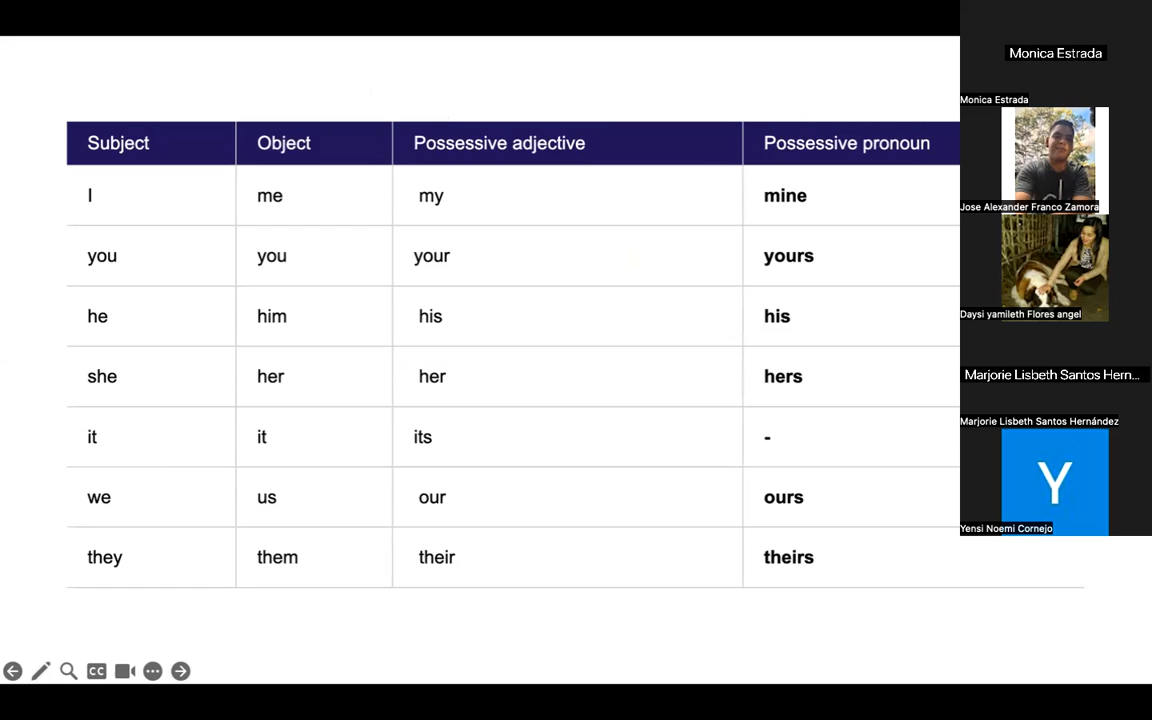 Subject Object Possessive adjective Possessive pronoun
I me my mine
you you your yours
he him his his
she her her hers
it it its -
we us our ours
they them their theirs
Monica Estrada
Monica Estrada
Jose Alexander Franco Zamora
Daysi yamileth Flores angel
Marjorie Lisbeth Santos Hern...
Marjorie Lisbeth Santos Hernández
Y
Yensi Noemi Cornejo
CC